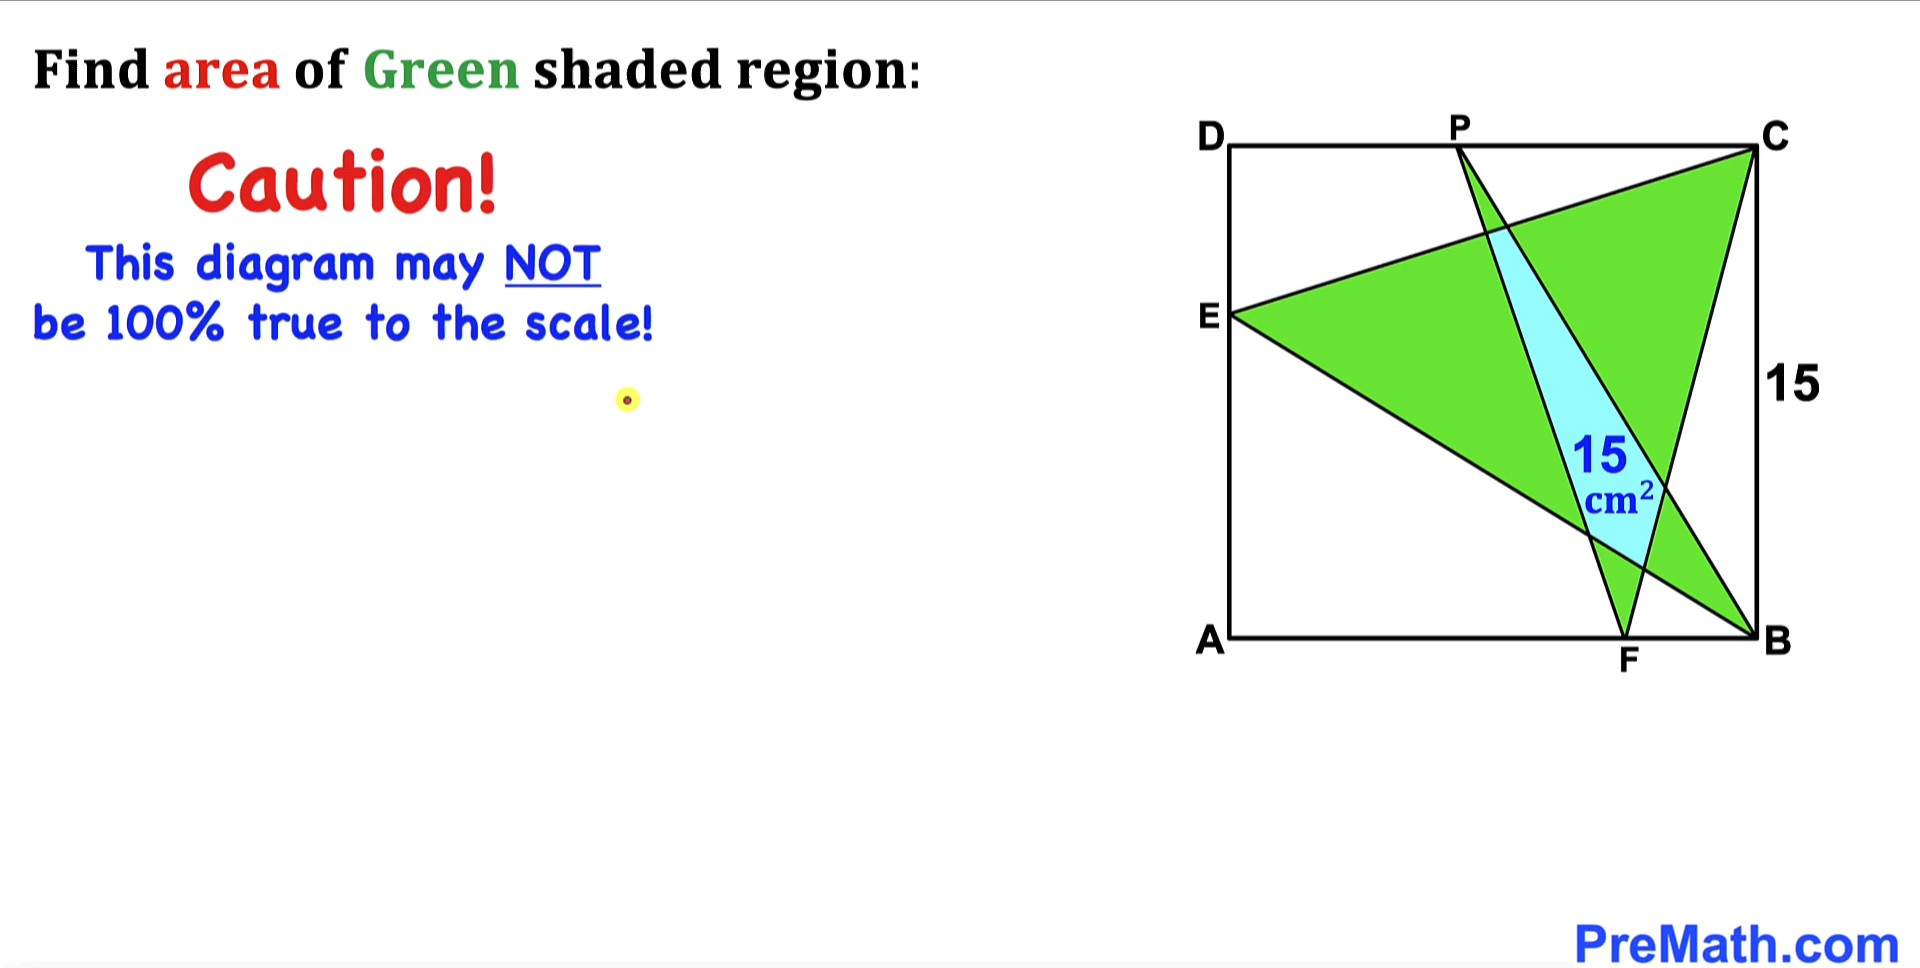 Find area of Green shaded region:
Caution!
This diagram may NOT
be 100% true to the scale!
D
P
C
E
15
15
cm²
A
F
B
PreMath.com